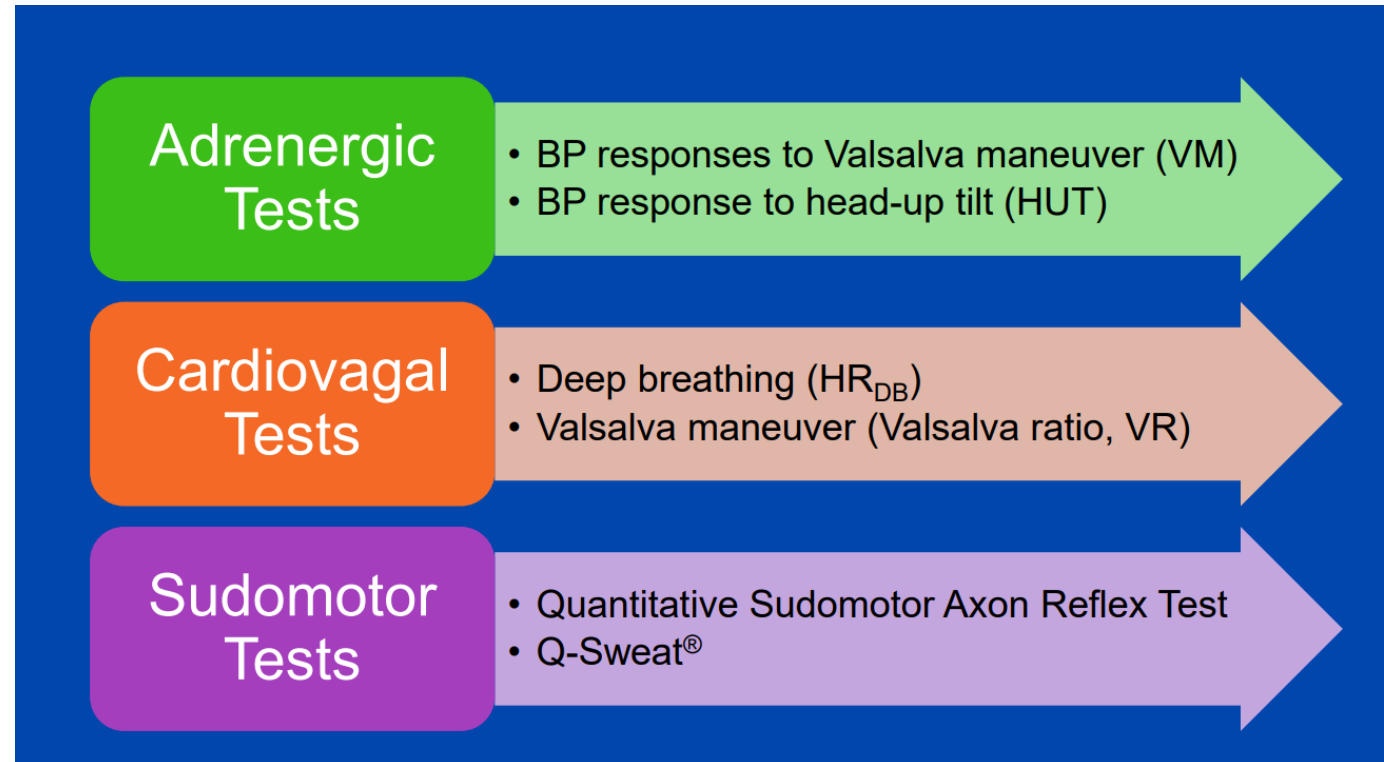 Adrenergic
Tests
• BP responses to Valsalva maneuver (VM)
• BP response to head-up tilt (HUT)
Cardiovagal
Tests
• Deep breathing (HR_DB)
• Valsalva maneuver (Valsalva ratio, VR)
Sudomotor
Tests
• Quantitative Sudomotor Axon Reflex Test
• Q-Sweat®